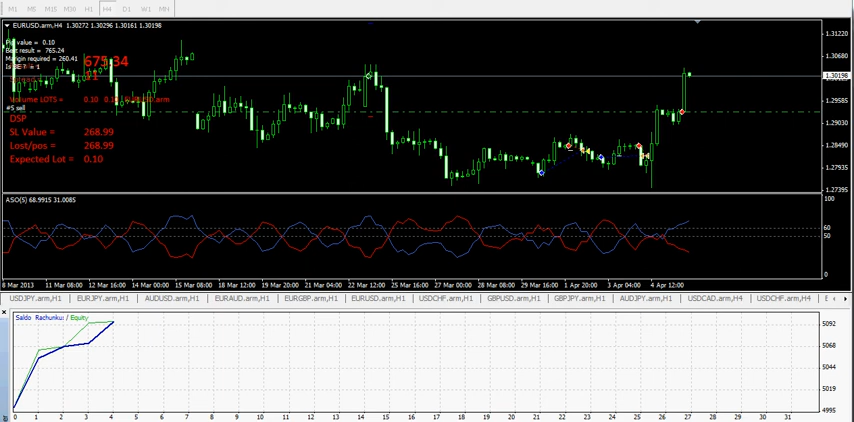 M1 M5 M15 M30 H1 H4 D1 W1 MN
EURUSD.arm,H4 1.30272 1.30296 1.30161 1.30198
value = 0.10
Best result = 765.24
Margin required = 260.41
675.34
Volume LOTS = 0.10
#5 sell
DSP
SL Value = 268.99
Lost/pos = 268.99
Expected Lot = 0.10
1.31220
1.30680
1.30198
1.29585
1.29030
1.28490
1.27935
1.27395
ASO(5) 68.9915 31.0085
100
60
50
0
8 Mar 2013 11 Mar 08:00 12 Mar 16:00 14 Mar 00:00 15 Mar 08:00 18 Mar 12:00 19 Mar 20:00 21 Mar 04:00 22 Mar 12:00 25 Mar 16:00 27 Mar 00:00 28 Mar 08:00 29 Mar 16:00 1 Apr 20:00 3 Apr 04:00 4 Apr 12:00
USDJPY.arm,H1 EURJPY.arm,H1 AUDUSD.arm,H1 EURAUD.arm,H1 EURGBP.arm,H1 EURUSD.arm,H1 USDCHF.arm,H1 GBPUSD.arm,H1 GBPJPY.arm,H1 AUDJPY.arm,H1 USDCAD.arm,H4 USDCHF.arm,H4 E
Saldo Rachunku: / Equity
5092
5068
5044
5019
4995
0 1 2 3 4 5 6 7 8 9 10 11 12 13 14 15 16 17 18 19 20 21 22 23 24 25 26 27 28 29 30 31